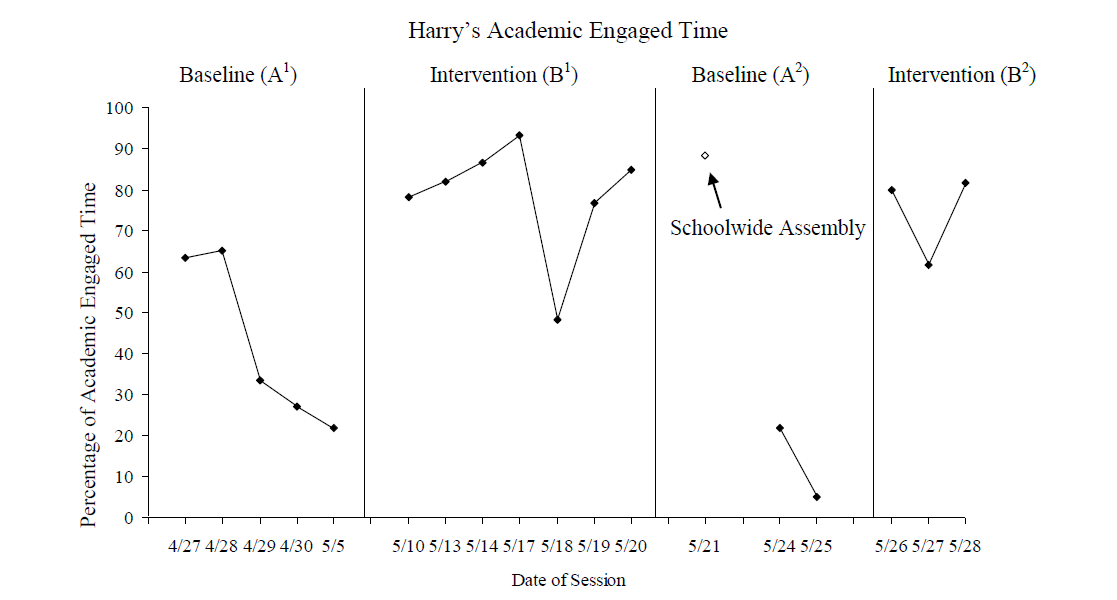 Harry’s Academic Engaged Time
Baseline (A¹) Intervention (B¹) Baseline (A²) Intervention (B²)
Percentage of Academic Engaged Time
100
90
80
70
60
50
40
30
20
10
0
Schoolwide Assembly
4/27 4/28 4/29 4/30 5/5 5/10 5/13 5/14 5/17 5/18 5/19 5/20 5/21 5/24 5/25 5/26 5/27 5/28
Date of Session